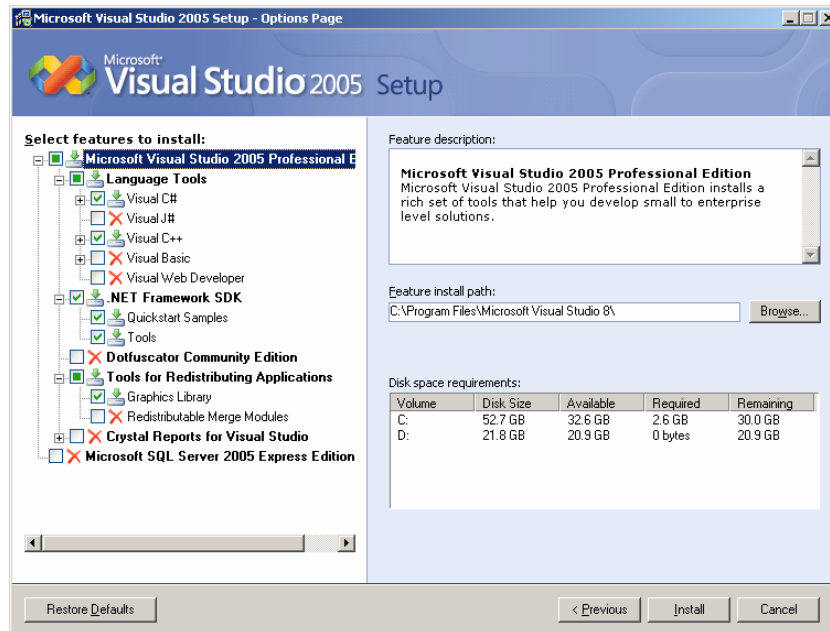 Microsoft Visual Studio 2005 Setup - Options Page
Microsoft
Visual Studio 2005 Setup
Select features to install:
Microsoft Visual Studio 2005 Professional E
Language Tools
Visual C#
Visual J#
Visual C++
Visual Basic
Visual Web Developer
.NET Framework SDK
Quickstart Samples
Tools
Dotfuscator Community Edition
Tools for Redistributing Applications
Graphics Library
Redistributable Merge Modules
Crystal Reports for Visual Studio
Microsoft SQL Server 2005 Express Edition
Feature description:
Microsoft Visual Studio 2005 Professional Edition
Microsoft Visual Studio 2005 Professional Edition installs a
rich set of tools that help you develop small to enterprise
level solutions.
Feature install path:
C:\Program Files\Microsoft Visual Studio 8\
Browse...
Disk space requirements:
Volume Disk Size Available Required Remaining
C: 52.7 GB 32.6 GB 2.6 GB 30.0 GB
D: 21.8 GB 20.9 GB 0 bytes 20.9 GB
Restore Defaults
< Previous
Install
Cancel